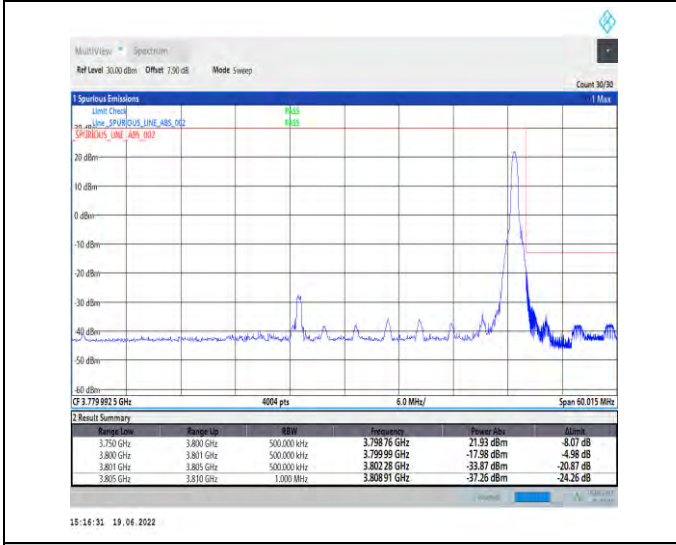 MultiView Spectrum
Ref Level 30.00 dBm Offset 7.90 dB Mode Sweep
Count 30/30
1 Spurious Emissions 1 Max
Limit Check PASS
Line _SPURIOUS_LINE_ABS_002 PASS
_SPURIOUS_LINE_ABS_002
20 dBm
10 dBm
0 dBm
-10 dBm
-20 dBm
-30 dBm
-40 dBm
-50 dBm
-60 dBm
CF 3.779 992 5 GHz 4004 pts 6.0 MHz/ Span 60.015 MHz
2 Result Summary
Range Low Range Up RBW Frequency Power Abs ΔLimit
3.750 GHz 3.800 GHz 500.000 kHz 3.798 76 GHz 21.93 dBm -8.07 dB
3.800 GHz 3.801 GHz 500.000 kHz 3.799 99 GHz -17.98 dBm -4.98 dB
3.801 GHz 3.805 GHz 500.000 kHz 3.802 28 GHz -33.87 dBm -20.87 dB
3.805 GHz 3.810 GHz 1.000 MHz 3.808 91 GHz -37.26 dBm -24.26 dB
15:16:31 19.06.2022